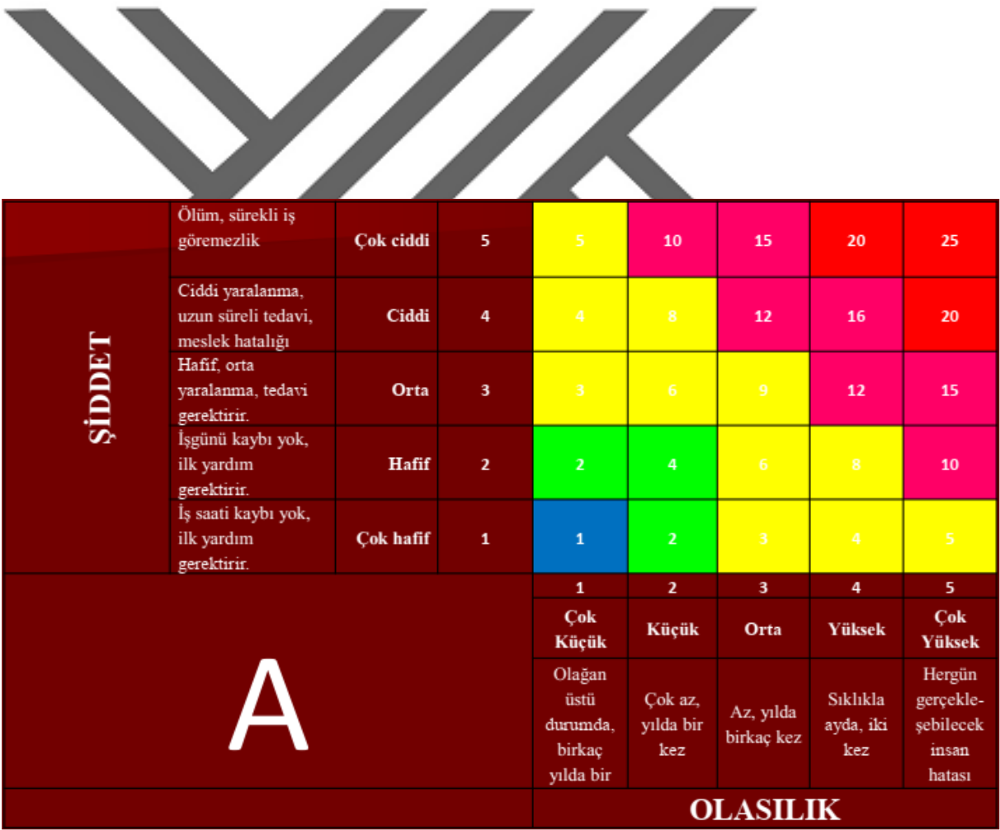 ŞİDDET
Ölüm, sürekli iş
göremezlik
Çok ciddi
5
5
10
15
20
25
Ciddi yaralanma,
uzun süreli tedavi,
meslek hatalığı
Ciddi
4
4
8
12
16
20
Hafif, orta
yaralanma, tedavi
gerektirir.
Orta
3
3
6
9
12
15
İşgünü kaybı yok,
ilk yardım
gerektirir.
Hafif
2
2
4
6
8
10
İş saati kaybı yok,
ilk yardım
gerektirir.
Çok hafif
1
1
2
3
4
5
A
1
2
3
4
5
Çok
Küçük
Küçük
Orta
Yüksek
Çok
Yüksek
Olağan
üstü
durumda,
birkaç
yılda bir
Çok az,
yılda bir
kez
Az, yılda
birkaç kez
Sıklıkla
ayda, iki
kez
Hergün
gerçekle-
şebilecek
insan
hatası
OLASILIK